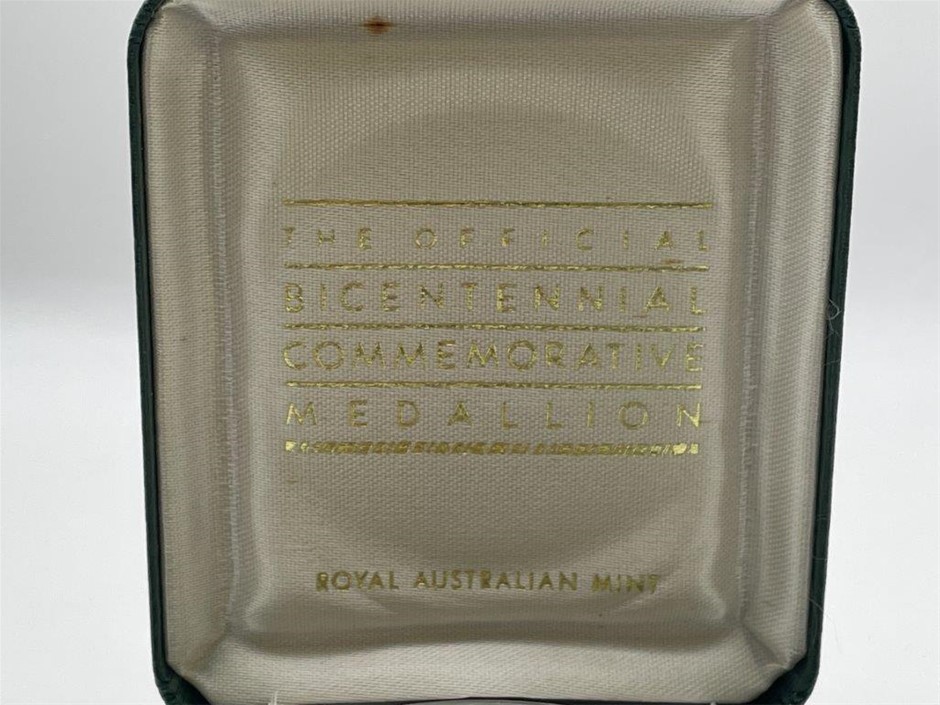 THE OFFICIAL
BICENTENNIAL
COMMEMORATIVE
MEDALLION
ROYAL AUSTRALIAN MINT